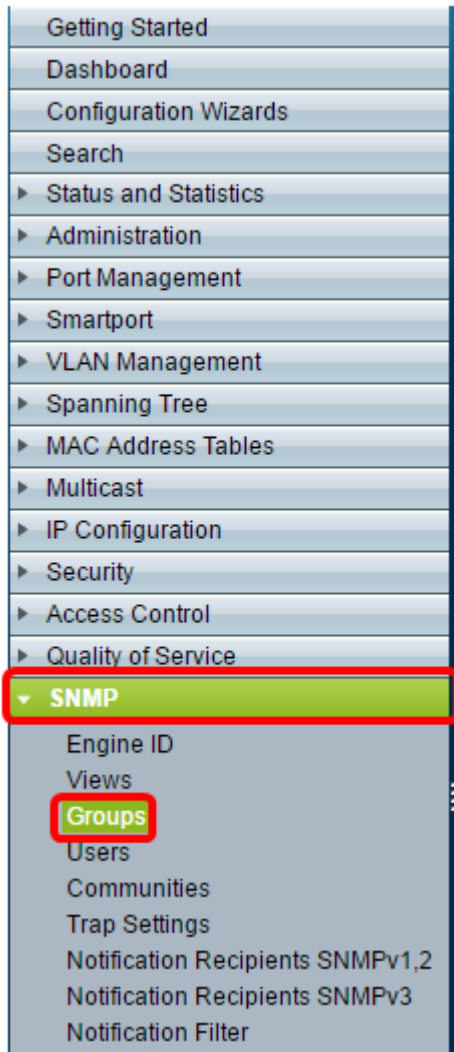 Getting Started
Dashboard
Configuration Wizards
Search
Status and Statistics
Administration
Port Management
Smartport
VLAN Management
Spanning Tree
MAC Address Tables
Multicast
IP Configuration
Security
Access Control
Quality of Service
SNMP
Engine ID
Views
Groups
Users
Communities
Trap Settings
Notification Recipients SNMPv1,2
Notification Recipients SNMPv3
Notification Filter